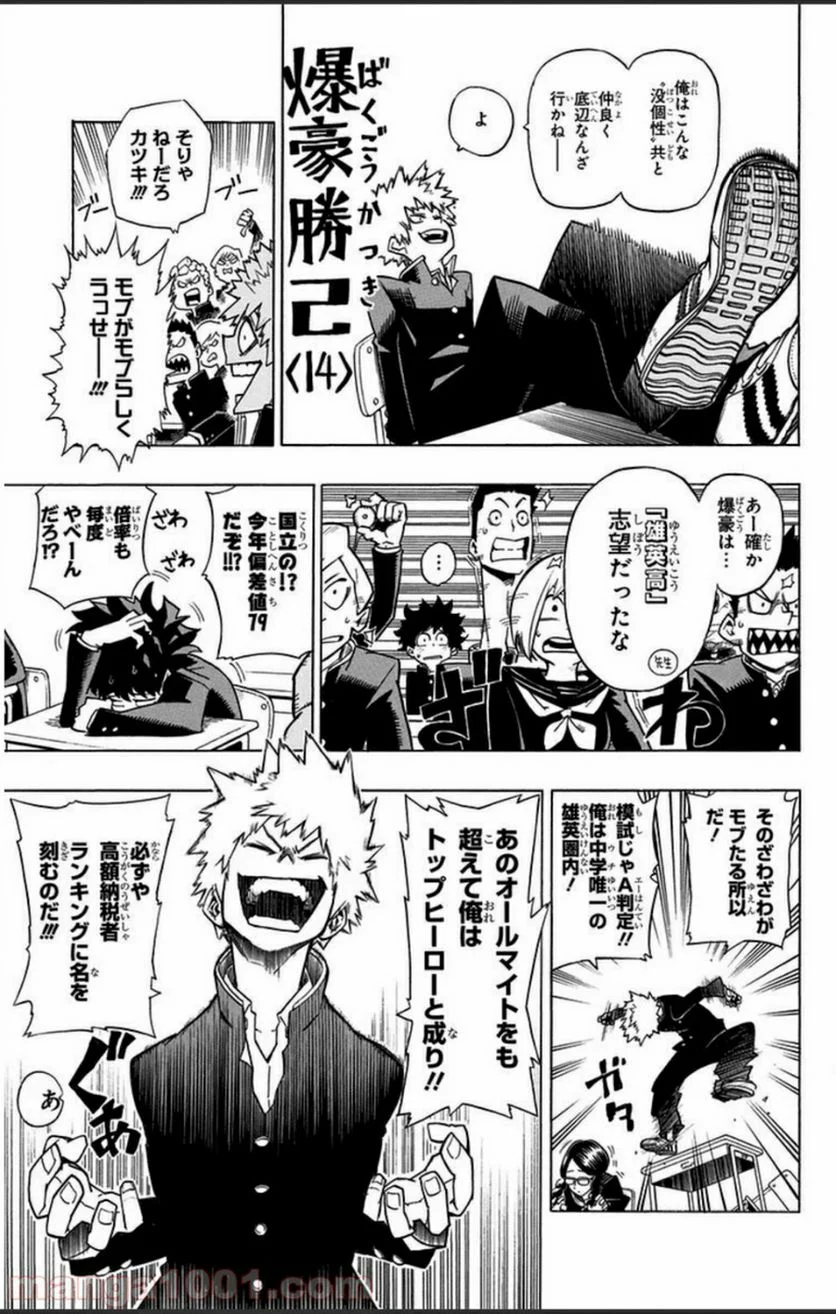 俺はこんな
“没個性”共と
仲良く
底辺なんざ
行かねー
よ
爆豪勝己
ばくごうかつき
〈14〉
そりゃ
ねーだろ
カツキ!!!
ブー
ブー
モブがモブらしく
うっせー!!!
あー確か
爆豪は…
『雄英高』
志望だったな
先生
…
ざわ
国立の!?
今年偏差値79
だぞ!!?
ざわ
ざわ
倍率も
毎度
やべーん
だろ!?
そのざわざわが
モブたる所以
だ!
模試じゃA判定!!
俺は中学唯一の
雄英圏内!
ガタ
あのオールマイトをも
超えて俺は
トップヒーローと成り!!
必ずや
高額納税者
ランキングに名を
刻むのだ!!!
ぐあ
あ
manga1001.com